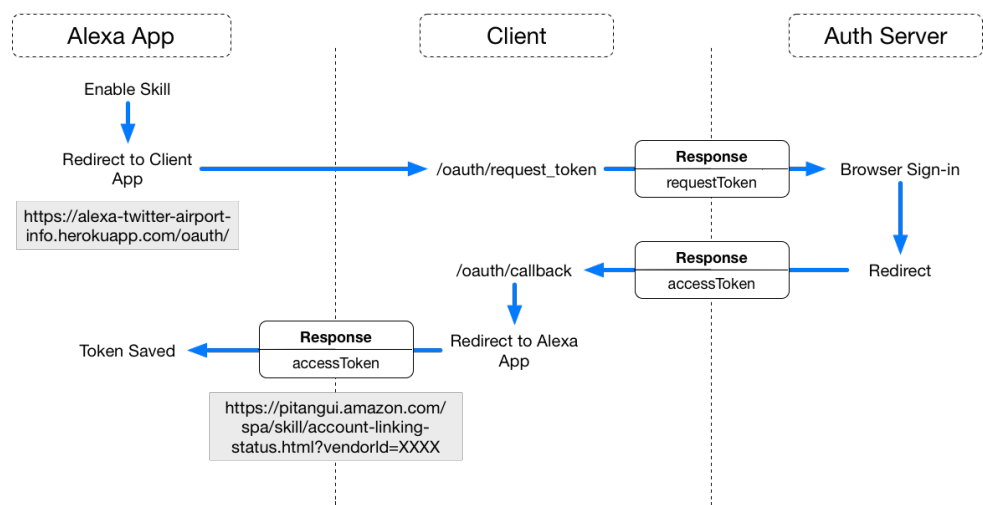 Alexa App
Client
Auth Server
Enable Skill
Redirect to Client
App
https://alexa-twitter-airport-
info.herokuapp.com/oauth/
/oauth/request_token
Response
requestToken
Browser Sign-in
Redirect
Response
accessToken
/oauth/callback
Redirect to Alexa
App
Response
accessToken
Token Saved
https://pitangui.amazon.com/
spa/skill/account-linking-
status.html?vendorId=XXXX